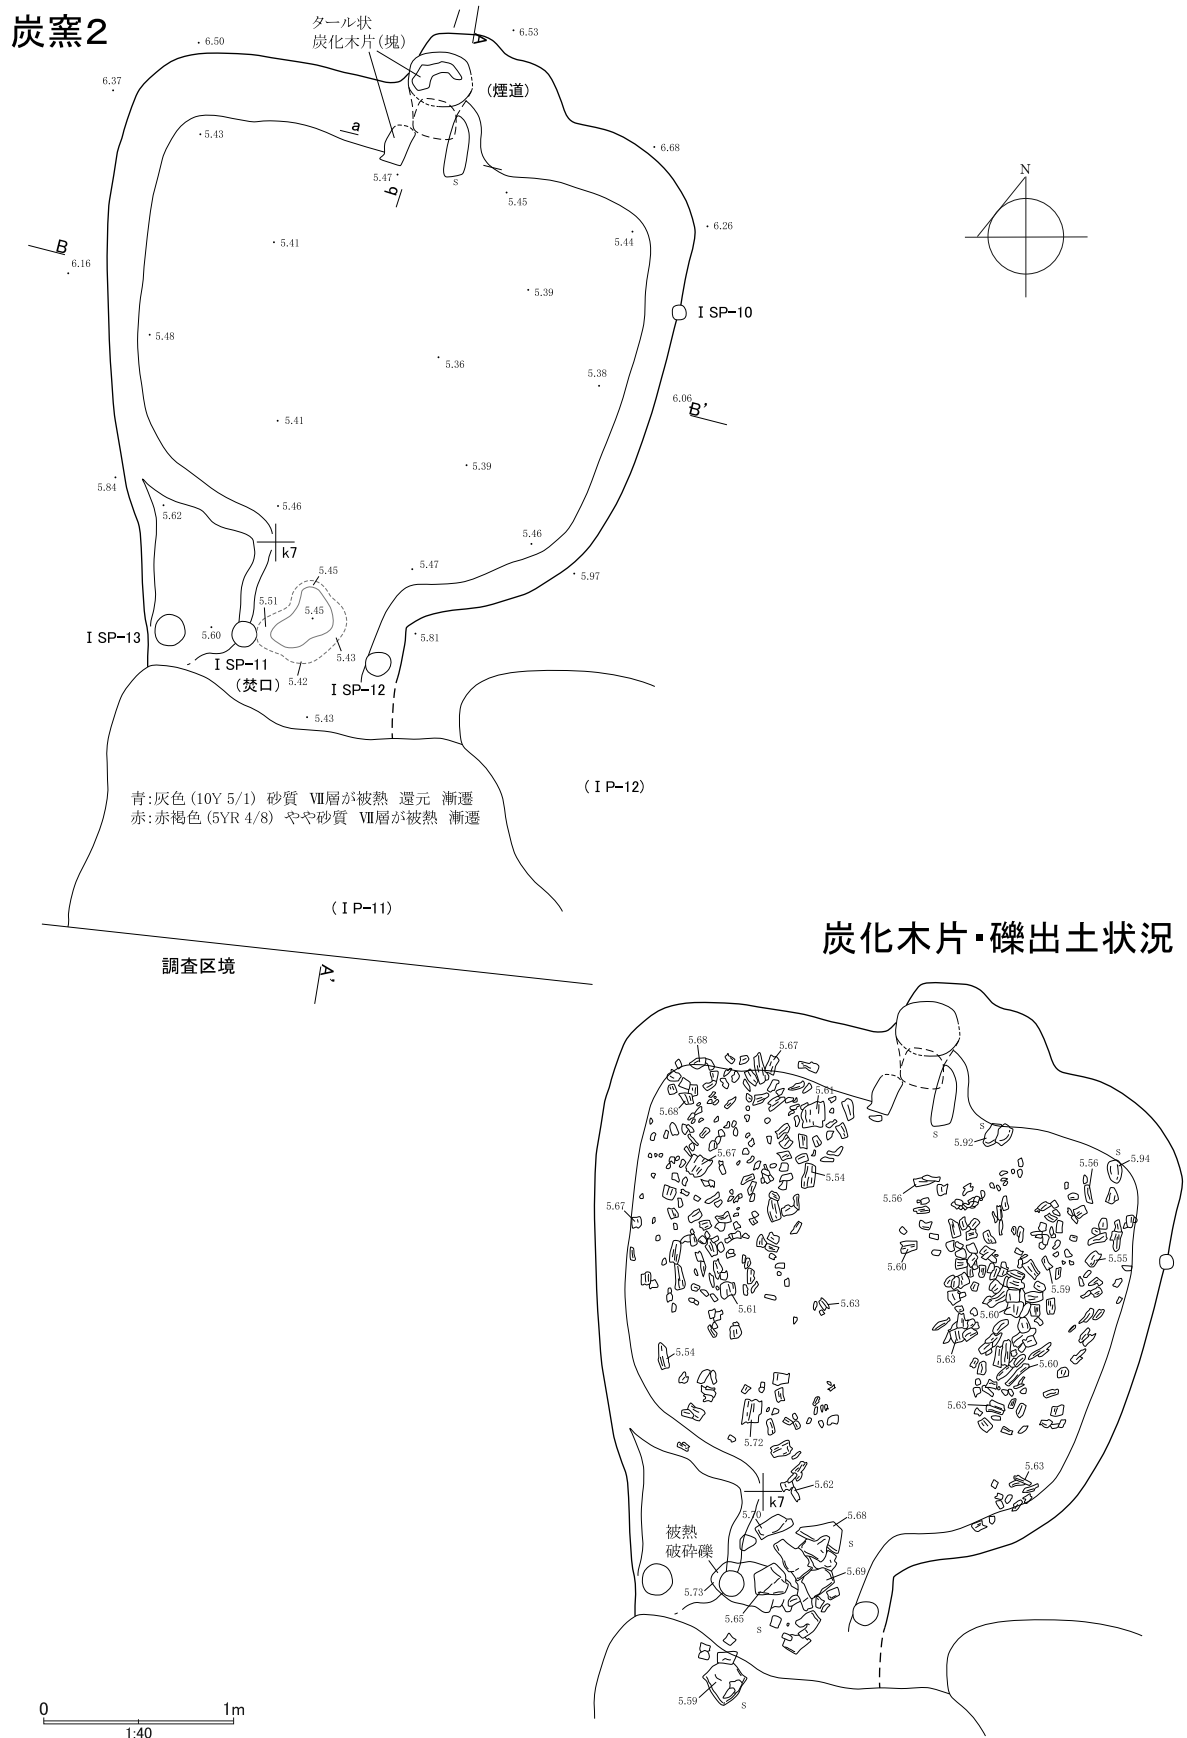 炭窯2
タール状
炭化木片(塊)
(煙道)
A
6.53
6.50
6.37
a
5.43
5.47
b
S
5.45
6.68
6.26
5.44
N
B
6.16
5.41
5.39
I SP-10
5.48
5.36
5.38
6.06
B’
5.41
5.39
5.84
5.62
5.46
5.46
k7
5.47
5.97
5.45
5.51
5.45
I SP-13
5.60
5.43
5.81
I SP-11
(焚口)
5.42
I SP-12
5.43
青:灰色(10Y 5/1) 砂質 Ⅶ層が被熱 還元 漸遷
赤:赤褐色(5YR 4/8) やや砂質 Ⅶ層が被熱 漸遷
(I P-12)
(I P-11)
調査区境
A’
炭化木片・礫出土状況
5.68
5.67
5.61
5.68
5.67
5.54
5.67
5.61
5.63
5.54
5.72
5.62
S
S
5.92
S
5.94
5.56
5.56
5.60
5.55
5.59
5.60
5.63
5.60
5.63
5.63
k7
5.70
5.68
S
被熱
破砕礫
5.69
5.73
5.65
S
5.59
S
0 1m
1:40